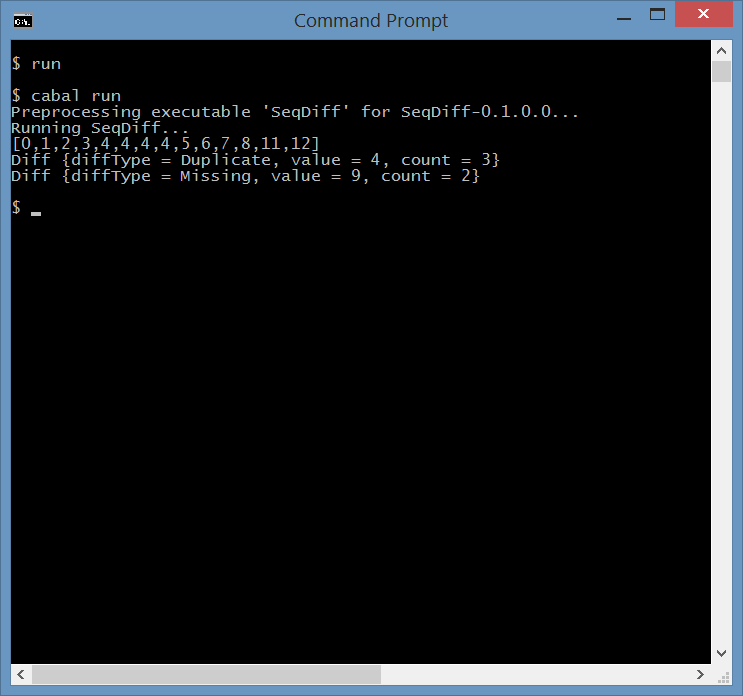 Command Prompt
$ run
$ cabal run
Preprocessing executable 'SeqDiff' for SeqDiff-0.1.0.0...
Running SeqDiff...
[0,1,2,3,4,4,4,4,5,6,7,8,11,12]
Diff {diffType = Duplicate, value = 4, count = 3}
Diff {diffType = Missing, value = 9, count = 2}
$